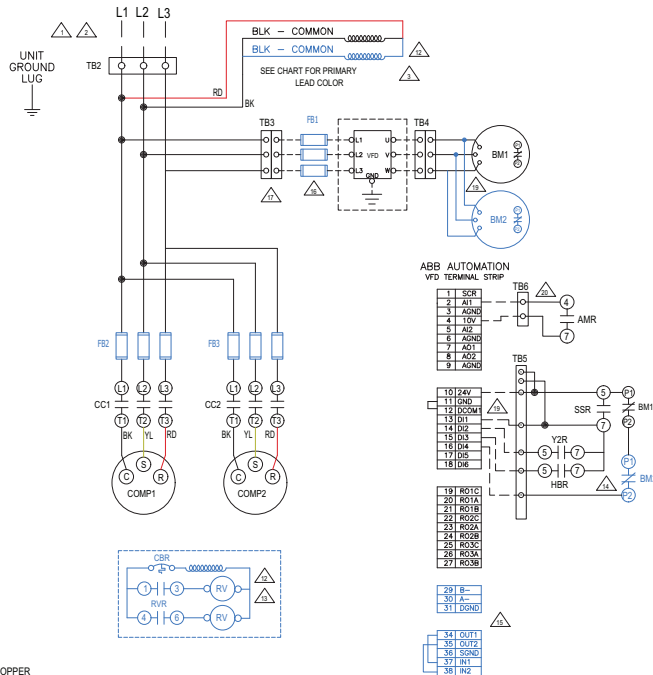 L1 L2 L3
1 2
UNIT
GROUND
LUG
TB2
BLK - COMMON
BLK - COMMON
12
SEE CHART FOR PRIMARY
LEAD COLOR
3
RD
BK
TB3
FB1
TB4
L1 U
L2 VFD V
L3 W
GND
BM1
17
16
19
BM2
ABB AUTOMATION
VFD TERMINAL STRIP
1 SCR
2 AI1
3 AGND
4 10V
5 AI2
6 AGND
7 AO1
8 AO2
9 AGND
TB6
20
4
AMR
7
FB2
FB3
TB5
10 24V
11 GND
12 DCOM1
13 DI1
14 DI2
15 DI3
16 DI4
17 DI5
18 DI6
19
5
SSR
7
P1
BM1
P2
Y2R
5 7
5 7
HBR
14
P1
BM
P2
L1 L2 L3
CC1
T1 T2 T3
BK YL RD
S
C R
COMP1
L1 L2 L3
CC2
T1 T2 T3
BK YL RD
S
C R
COMP2
19 RO1C
20 RO1A
21 RO1B
22 RO2C
23 RO2A
24 RO2B
25 RO3C
26 RO3A
27 RO3B
CBR
1 3 RV
RVR
4 6 RV
12
13
29 B-
30 A-
31 DGND
15
34 OUT1
35 OUT2
36 SGND
37 IN1
38 IN2
OPPER